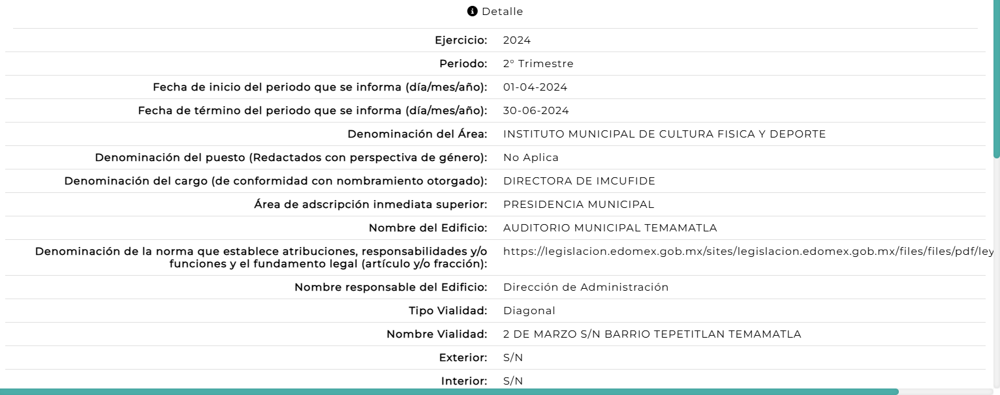 Detalle
Ejercicio: 2024
Periodo: 2° Trimestre
Fecha de inicio del periodo que se informa (día/mes/año): 01-04-2024
Fecha de término del periodo que se informa (día/mes/año): 30-06-2024
Denominación del Área: INSTITUTO MUNICIPAL DE CULTURA FISICA Y DEPORTE
Denominación del puesto (Redactados con perspectiva de género): No Aplica
Denominación del cargo (de conformidad con nombramiento otorgado): DIRECTORA DE IMCUFIDE
Área de adscripción inmediata superior: PRESIDENCIA MUNICIPAL
Nombre del Edificio: AUDITORIO MUNICIPAL TEMAMATLA
Denominación de la norma que establece atribuciones, responsabilidades y/o https://legislacion.edomex.gob.mx/sites/legislacion.edomex.gob.mx/files/files/pdf/ley
funciones y el fundamento legal (artículo y/o fracción):
Nombre responsable del Edificio: Dirección de Administración
Tipo Vialidad: Diagonal
Nombre Vialidad: 2 DE MARZO S/N BARRIO TEPETITLAN TEMAMATLA
Exterior: S/N
Interior: S/N